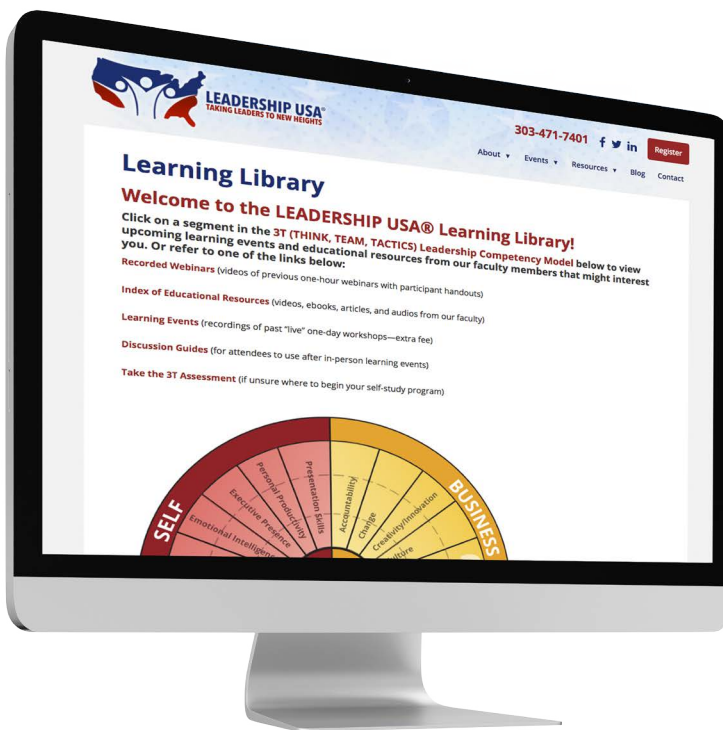 LEADERSHIP USA®
TAKING LEADERS TO NEW HEIGHTS
303-471-7401
Register
About
Events
Resources
Blog
Contact
Learning Library
Welcome to the LEADERSHIP USA® Learning Library!
Click on a segment in the 3T (THINK, TEAM, TACTICS) Leadership Competency Model below to view
upcoming learning events and educational resources from our faculty members that might interest
you. Or refer to one of the links below:
Recorded Webinars (videos of previous one-hour webinars with participant handouts)
Index of Educational Resources (videos, ebooks, articles, and audios from our faculty)
Learning Events (recordings of past "live" one-day workshops—extra fee)
Discussion Guides (for attendees to use after in-person learning events)
Take the 3T Assessment (if unsure where to begin your self-study program)
SELF
Emotional
Executive Presence
Personal Productivity
Presentation Skills
Accountability
Change
Creativity/Innovation
BUSINESS